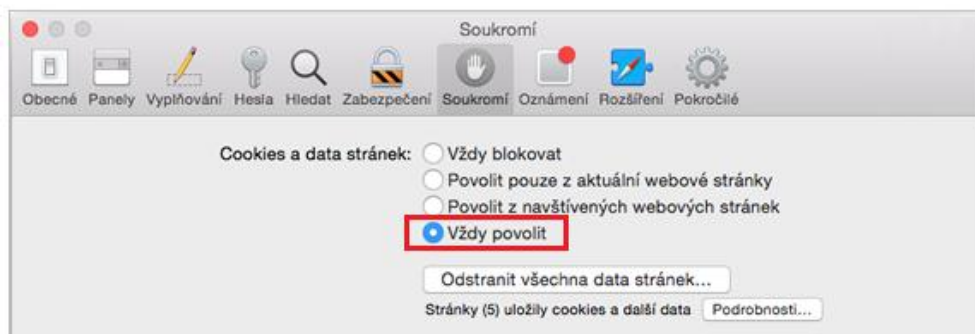 Soukromí
Obecné Panely Vyplňování Hesla Hledat Zabezpečení Soukromí Oznámení Rozšíření Pokročilé
Cookies a data stránek: Vždy blokovat
Povolit pouze z aktuální webové stránky
Povolit z navštívených webových stránek
Vždy povolit
Odstranit všechna data stránek...
Stránky (5) uložily cookies a další data Podrobnosti...